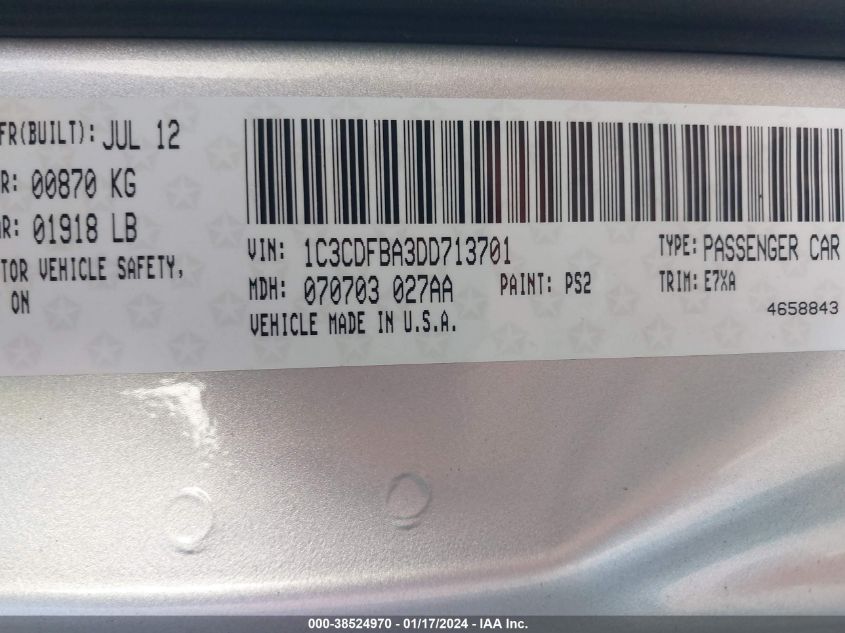 FR(BUILT): JUL 12
R: 00870 KG
R: 01918 LB
TOR VEHICLE SAFETY,
ON
VIN: 1C3CDFBA3DD713701
TYPE: PASSENGER CAR
MDH: 070703 027AA
PAINT: PS2
TRIM: E7XA
VEHICLE MADE IN U.S.A.
4658843
000-38524970 - 01/17/2024 - IAA Inc.